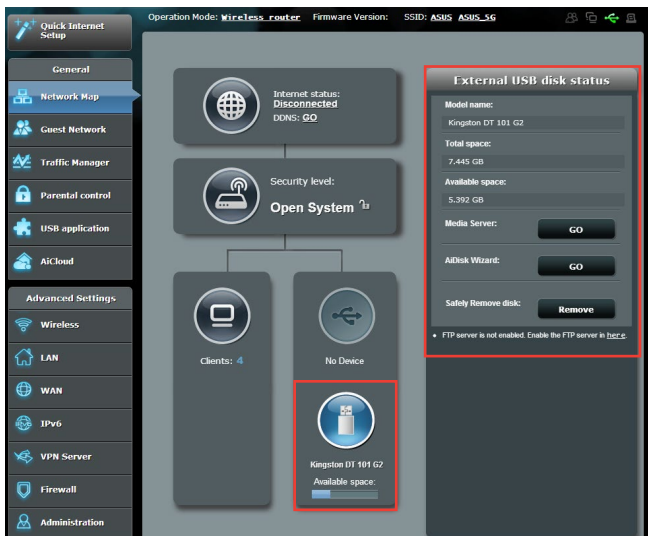 Operation Mode: Wireless router Firmware Version: SSID: ASUS ASUS_5G
Quick Internet
Setup
General
Network Map
Guest Network
Traffic Manager
Parental control
USB application
AiCloud
Advanced Settings
Wireless
LAN
WAN
IPv6
VPN Server
Firewall
Administration
Internet status:
Disconnected
DDNS: GO
Security level:
Open System
Clients: 4
No Device
Kingston DT 101 G2
Available space:
External USB disk status
Model name:
Kingston DT 101 G2
Total space:
7.445 GB
Available space:
5.392 GB
Media Server: GO
AiDisk Wizard: GO
Safely Remove disk: Remove
• FTP server is not enabled. Enable the FTP server in here.